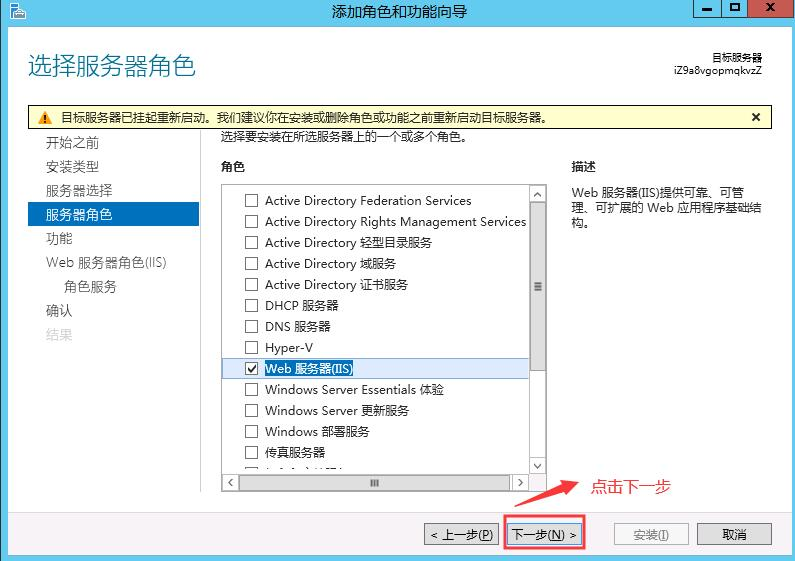 添加角色和功能向导
选择服务器角色
目标服务器
iZ9a8vgopmqkvzZ
目标服务器已挂起重新启动。我们建议你在安装或删除角色或功能之前重新启动目标服务器。
开始之前
安装类型
服务器选择
服务器角色
功能
Web 服务器角色(IIS)
角色服务
确认
结果
选择要安装在所选服务器上的一个或多个角色。
角色
Active Directory Federation Services
Active Directory Rights Management Services
Active Directory 轻型目录服务
Active Directory 域服务
Active Directory 证书服务
DHCP 服务器
DNS 服务器
Hyper-V
Web 服务器(IIS)
Windows Server Essentials 体验
Windows Server 更新服务
Windows 部署服务
传真服务器
描述
Web 服务器(IIS)提供可靠、可管
理、可扩展的 Web 应用程序基础结
构。
点击下一步
< 上一步(P)
下一步(N) >
安装(I)
取消